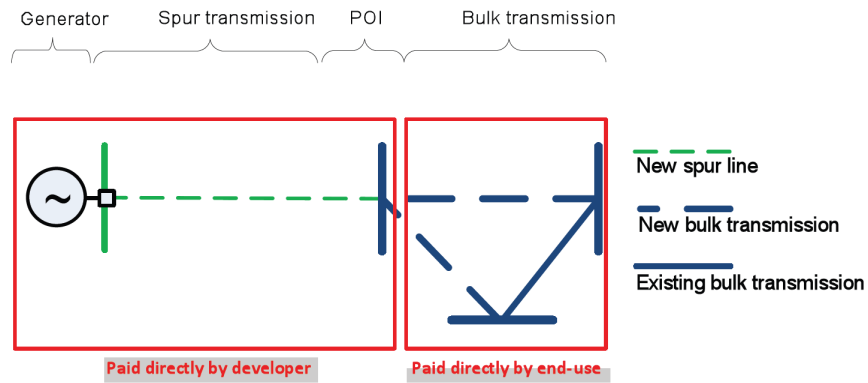 Generator
Spur transmission
POI
Bulk transmission
~
New spur line
New bulk transmission
Existing bulk transmission
Paid directly by developer
Paid directly by end-use